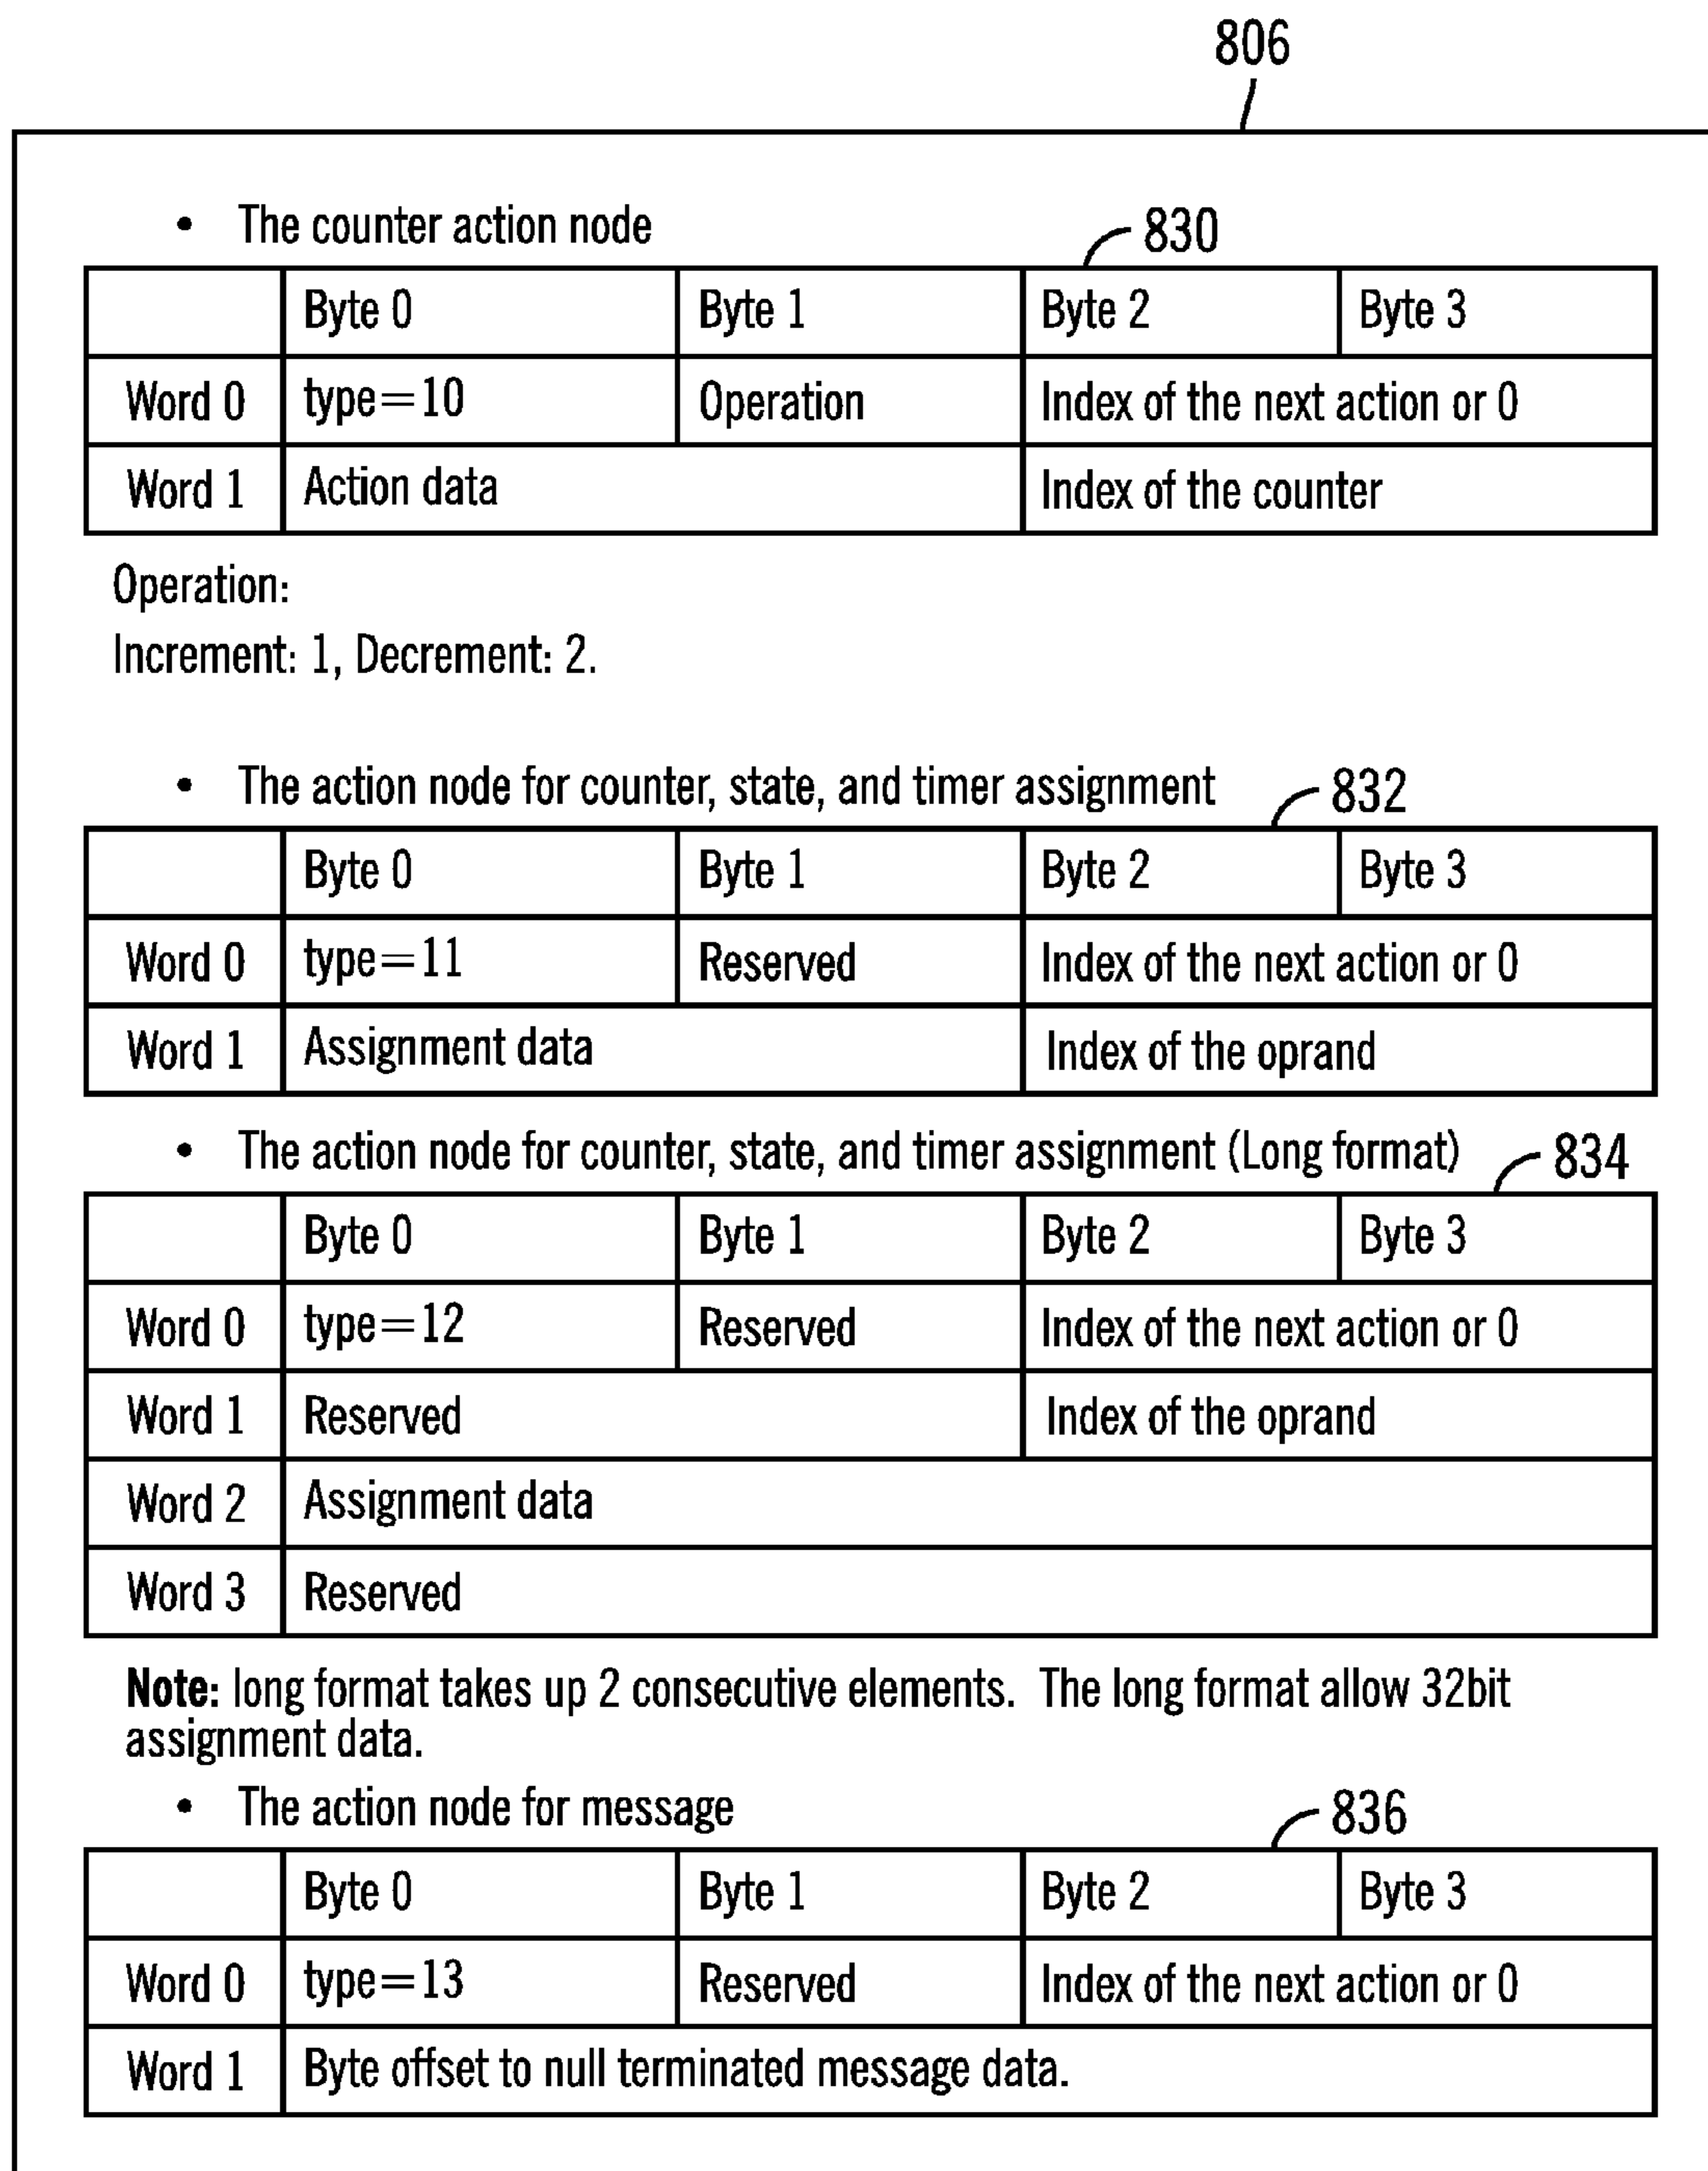 806
• The counter action node
830
Byte 0 Byte 1 Byte 2 Byte 3
Word 0 type=10 Operation Index of the next action or 0
Word 1 Action data Index of the counter
Operation:
Increment: 1, Decrement: 2.
• The action node for counter, state, and timer assignment
832
Byte 0 Byte 1 Byte 2 Byte 3
Word 0 type=11 Reserved Index of the next action or 0
Word 1 Assignment data Index of the oprand
• The action node for counter, state, and timer assignment (Long format)
834
Byte 0 Byte 1 Byte 2 Byte 3
Word 0 type=12 Reserved Index of the next action or 0
Word 1 Reserved Index of the oprand
Word 2 Assignment data
Word 3 Reserved
Note: long format takes up 2 consecutive elements. The long format allow 32bit
assignment data.
• The action node for message
836
Byte 0 Byte 1 Byte 2 Byte 3
Word 0 type=13 Reserved Index of the next action or 0
Word 1 Byte offset to null terminated message data.